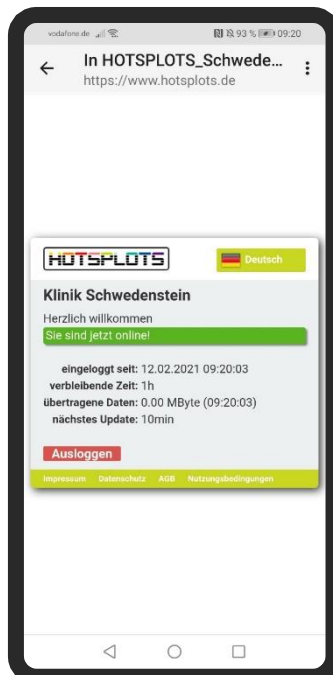 vodafone.de 93 % 09:20
In HOTSPLOTS_Schwede...
https://www.hotsplots.de
HOTSPLOTS Deutsch
Klinik Schwedenstein
Herzlich willkommen
Sie sind jetzt online!
eingeloggt seit: 12.02.2021 09:20:03
verbleibende Zeit: 1h
übertragene Daten: 0.00 MByte (09:20:03)
nächstes Update: 10min
Ausloggen
Impressum Datenschutz AGB Nutzungsbedingungen